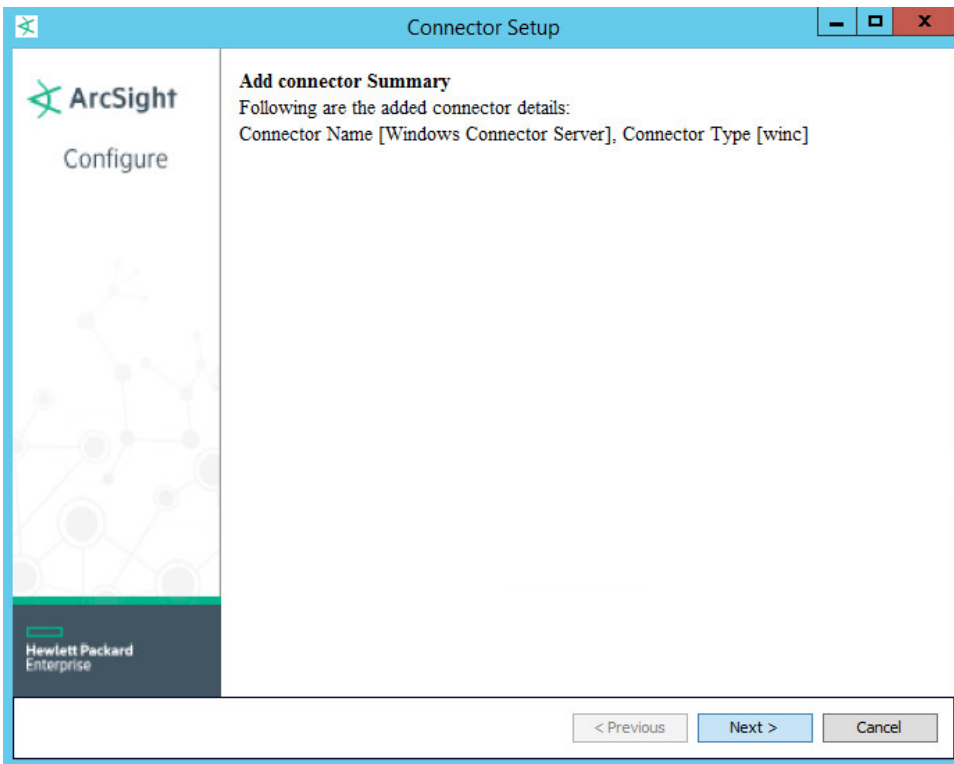 Connector Setup
ArcSight
Configure
Add connector Summary
Following are the added connector details:
Connector Name [Windows Connector Server], Connector Type [winc]
Hewlett Packard
Enterprise
< Previous
Next >
Cancel